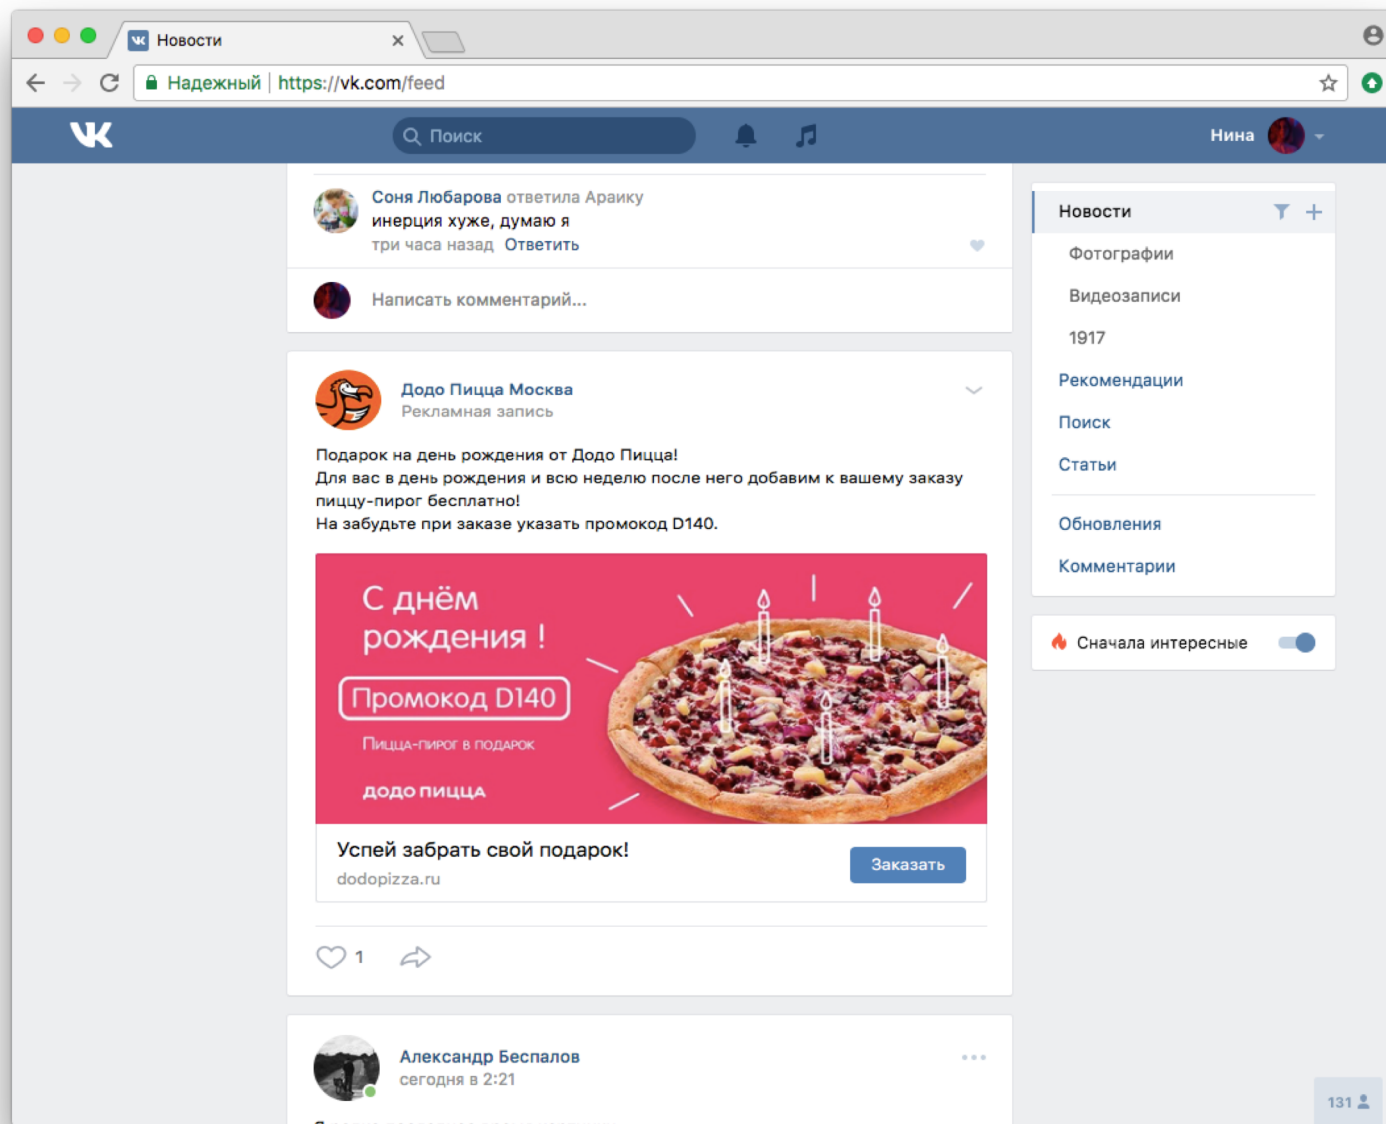 Новости
Надежный
https://vk.com/feed
Поиск
Нина
Соня Любарова ответила Араику
инерция хуже, думаю я
три часа назад Ответить
Написать комментарий...
Додо Пицца Москва
Рекламная запись
Подарок на день рождения от Додо Пицца!
Для вас в день рождения и всю неделю после него добавим к вашему заказу
пиццу-пирог бесплатно!
На забудьте при заказе указать промокод D140.
С днём
рождения !
Промокод D140
Пицца-пирог в подарок
додо пицца
Успей забрать свой подарок!
dodopizza.ru
Заказать
1
Александр Беспалов
сегодня в 2:21
Новости
Фотографии
Видеозаписи
1917
Рекомендации
Поиск
Статьи
Обновления
Комментарии
Сначала интересные
131